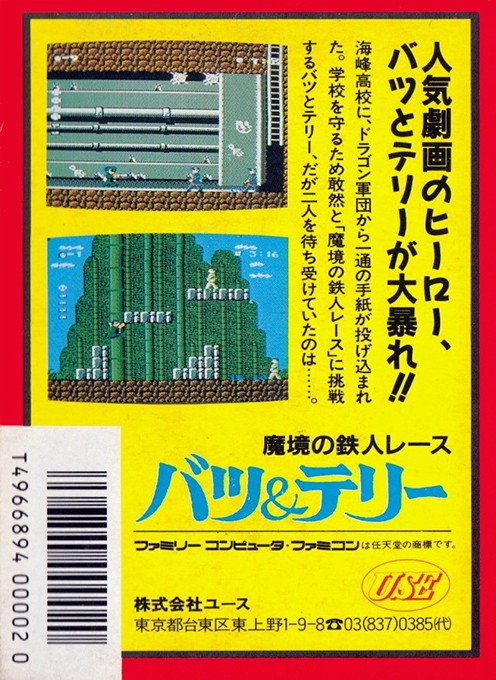 人気劇画のヒーロー、
バツとテリーが大暴れ!!
海峰高校に、ドラゴン軍団から一通の手紙が投げ込まれ
た。学校を守るため敢然と「魔境の鉄人レース」に挑戦
するバツとテリー、だが二人を待ち受けていたのは……。
魔境の鉄人レース
バツ&テリー
ファミリー コンピュータ・ファミコンは任天堂の商標です。
USE
株式会社ユース
東京都台東区東上野1-9-8☎03(837)0385(代)
T4966894 000020